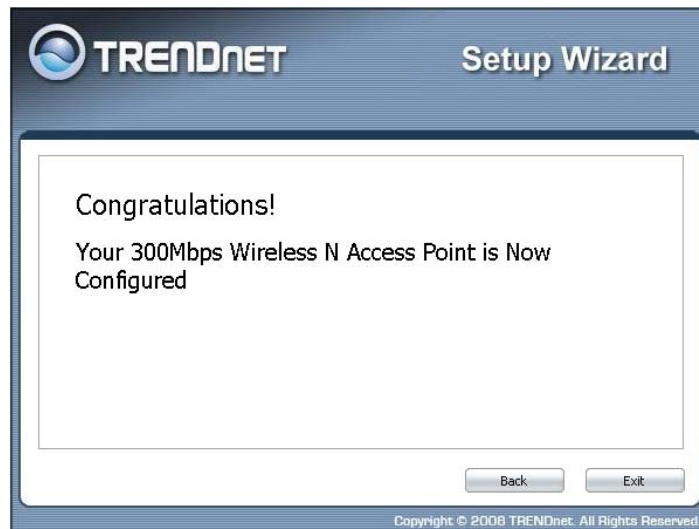 TRENDNET
Setup Wizard
Congratulations!
Your 300Mbps Wireless N Access Point is Now
Configured
Back
Exit
Copyright © 2008 TRENDnet. All Rights Reserved